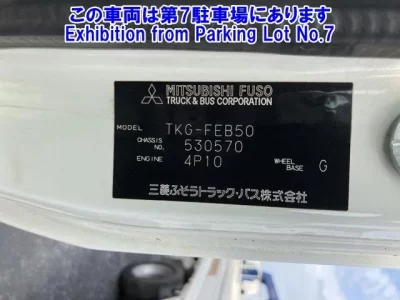 この車両は第7駐車場にあります
Exhibition from Parking Lot No.7
MITSUBISHI FUSO
TRUCK & BUS CORPORATION
MODEL TKG-FEB50
CHASSIS NO. 530570
ENGINE 4P10 WHEEL BASE G
三菱ふそうトラック・バス株式会社